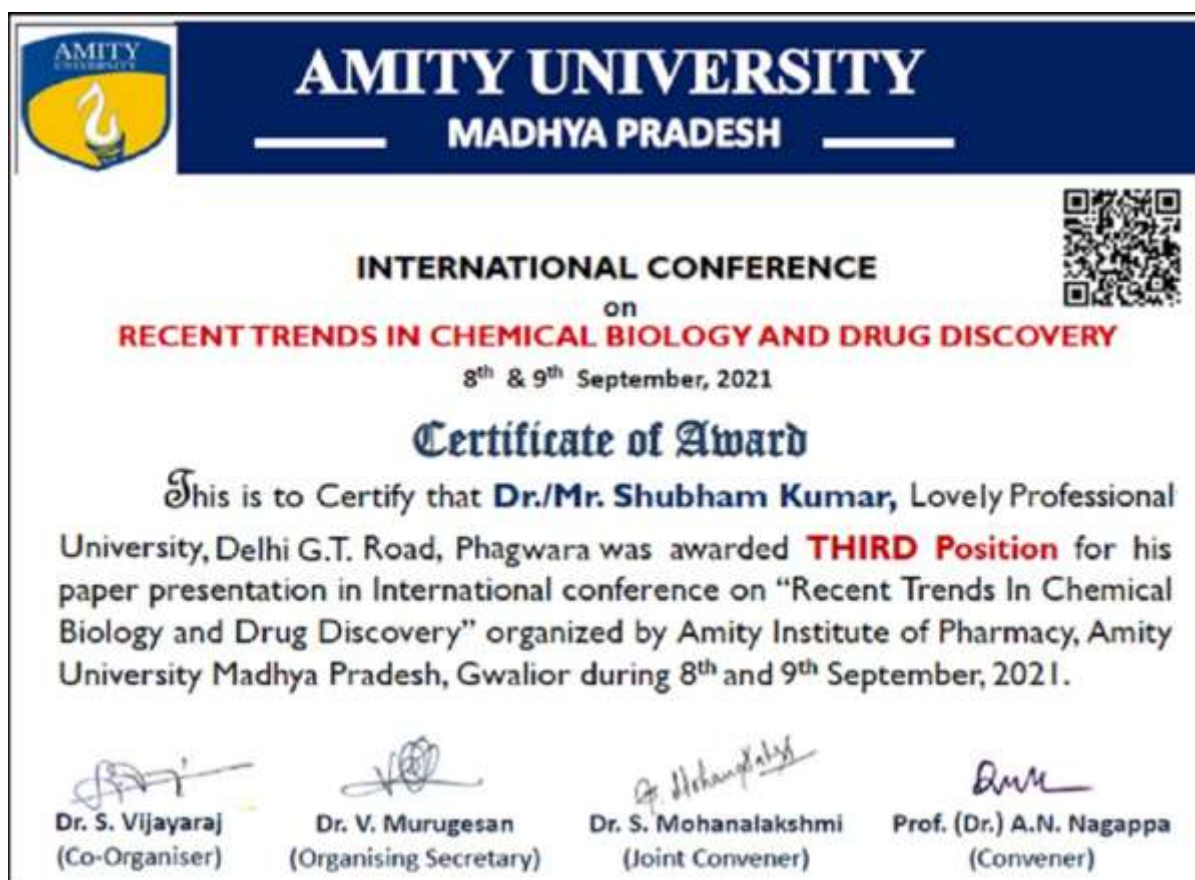 AMITY
UNIVERSITY
AMITY UNIVERSITY
MADHYA PRADESH
INTERNATIONAL CONFERENCE
on
RECENT TRENDS IN CHEMICAL BIOLOGY AND DRUG DISCOVERY
8th & 9th September, 2021
Certificate of Award
This is to Certify that Dr./Mr. Shubham Kumar, Lovely Professional
University, Delhi G.T. Road, Phagwara was awarded THIRD Position for his
paper presentation in International conference on “Recent Trends In Chemical
Biology and Drug Discovery” organized by Amity Institute of Pharmacy, Amity
University Madhya Pradesh, Gwalior during 8th and 9th September, 2021.
Dr. S. Vijayaraj Dr. V. Murugesan Dr. S. Mohanalakshmi Prof. (Dr.) A.N. Nagappa
(Co-Organiser) (Organising Secretary) (Joint Convener) (Convener)